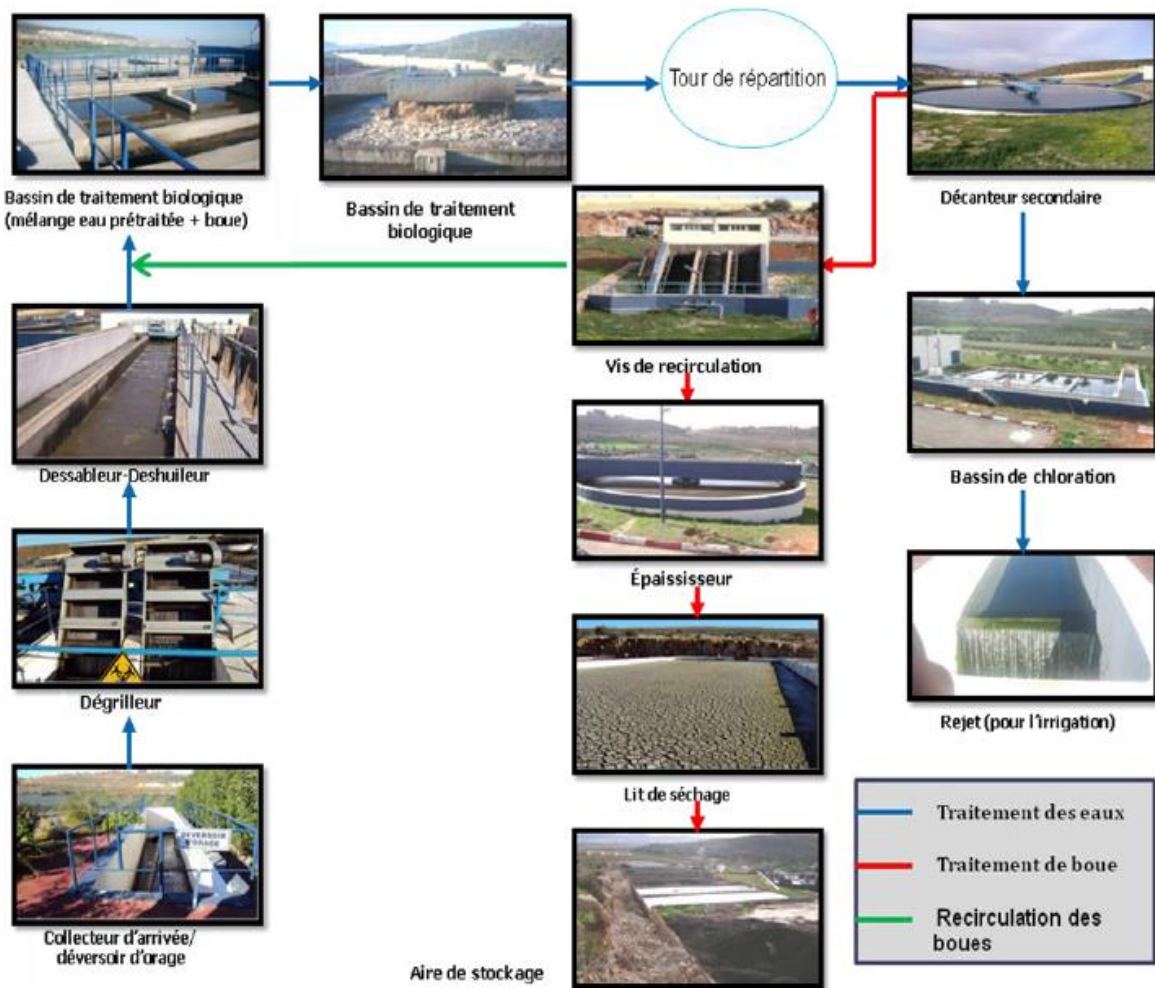 Tour de répartition
Bassin de traitement biologique
(mélange eau prétraitée + boue)
Bassin de traitement
biologique
Décanteur secondaire
Vis de recirculation
Dessableur-Deshuileur
Bassin de chloration
Épaississeur
Dégrilleur
Rejet (pour l'irrigation)
Lit de séchage
DEVERSOIR
D'ORAGE
Collecteur d'arrivée/
déversoir d'orage
Aire de stockage
Traitement des eaux
Traitement de boue
Recirculation des
boues